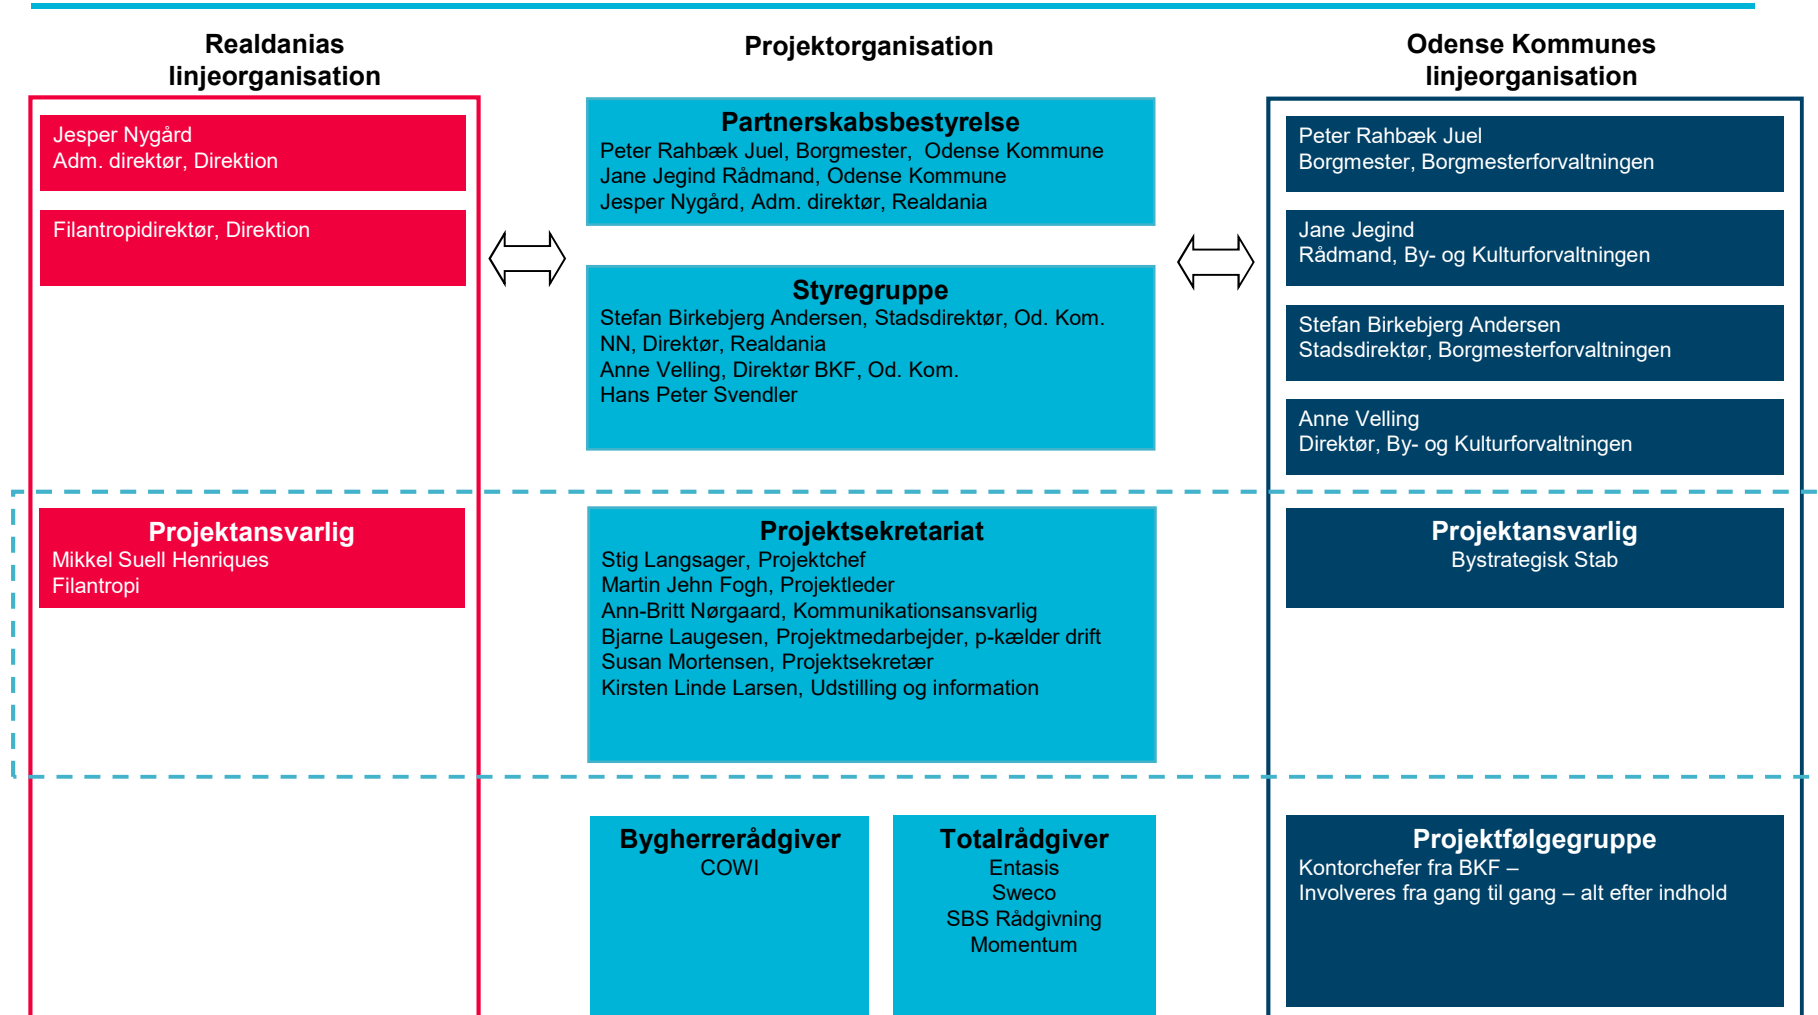 Realdanias
linjeorganisation
Jesper Nygård
Adm. direktør, Direktion
Filantropidirektør, Direktion
Projektansvarlig
Mikkel Suell Henriques
Filantropi
Projektorganisation
Partnerskabsbestyrelse
Peter Rahbæk Juel, Borgmester,  Odense Kommune
Jane Jegind Rådmand, Odense Kommune
Jesper Nygård, Adm. direktør, Realdania
Styregruppe
Stefan Birkebjerg Andersen, Stadsdirektør, Od. Kom.
NN, Direktør, Realdania
Anne Velling, Direktør BKF, Od. Kom.
Hans Peter Svendler
Projektsekretariat
Stig Langsager, Projektchef
Martin Jehn Fogh, Projektleder
Ann-Britt Nørgaard, Kommunikationsansvarlig
Bjarne Laugesen, Projektmedarbejder, p-kælder drift
Susan Mortensen, Projektsekretær
Kirsten Linde Larsen, Udstilling og information
Bygherrerådgiver
COWI
Totalrådgiver
Entasis
Sweco
SBS Rådgivning
Momentum
Odense Kommunes
linjeorganisation
Peter Rahbæk Juel
Borgmester, Borgmesterforvaltningen
Jane Jegind
Rådmand, By- og Kulturforvaltningen
Stefan Birkebjerg Andersen
Stadsdirektør, Borgmesterforvaltningen
Anne Velling
Direktør, By- og Kulturforvaltningen
Projektansvarlig
Bystrategisk Stab
Projektfølgegruppe
Kontorchefer fra BKF –
Involveres fra gang til gang – alt efter indhold